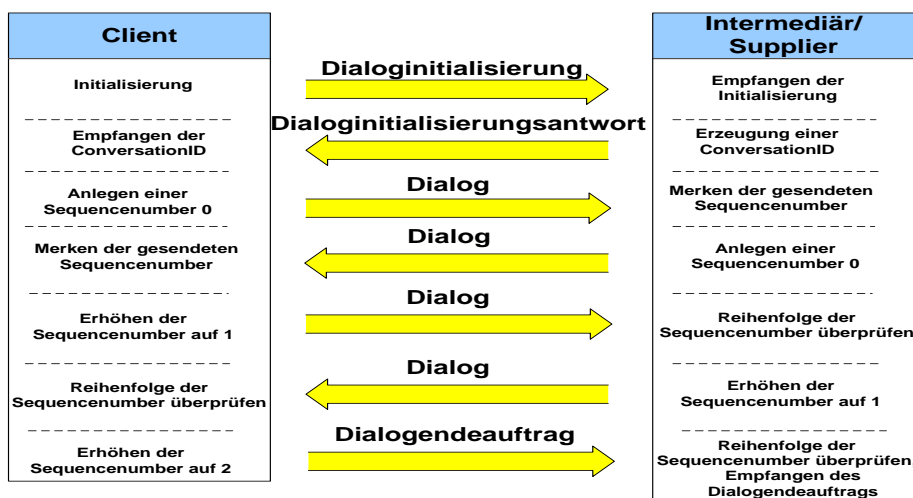 Client
Intermediär/
Supplier
Dialoginitialisierung
Initialisierung
Empfangen der
Initialisierung
Dialoginitialisierungsantwort
Empfangen der
ConversationID
Erzeugung einer
ConversationID
Dialog
Anlegen einer
Sequencenumber 0
Merken der gesendeten
Sequencenumber
Dialog
Merken der gesendeten
Sequencenumber
Anlegen einer
Sequencenumber 0
Dialog
Erhöhen der
Sequencenumber auf 1
Reihenfolge der
Sequencenumber überprüfen
Dialog
Reihenfolge der
Sequencenumber überprüfen
Erhöhen der
Sequencenumber auf 1
Dialogendeauftrag
Erhöhen der
Sequencenumber auf 2
Reihenfolge der
Sequencenumber überprüfen,
Empfangen des
Dialogendeauftrags